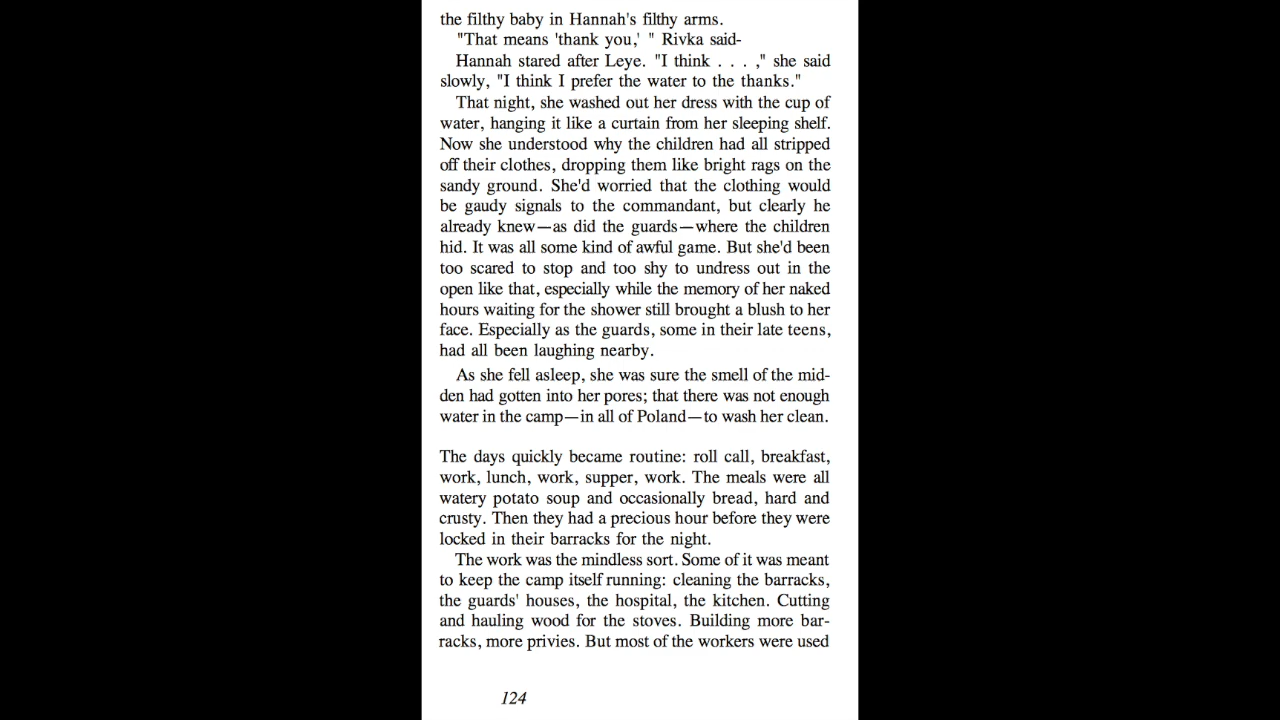 the filthy baby in Hannah's filthy arms.
"That means 'thank you,' " Rivka said-
Hannah stared after Leye. "I think . . . ," she said
slowly, "I think I prefer the water to the thanks."
That night, she washed out her dress with the cup of
water, hanging it like a curtain from her sleeping shelf.
Now she understood why the children had all stripped
off their clothes, dropping them like bright rags on the
sandy ground. She'd worried that the clothing would
be gaudy signals to the commandant, but clearly he
already knew—as did the guards—where the children
hid. It was all some kind of awful game. But she'd been
too scared to stop and too shy to undress out in the
open like that, especially while the memory of her naked
hours waiting for the shower still brought a blush to her
face. Especially as the guards, some in their late teens,
had all been laughing nearby.
As she fell asleep, she was sure the smell of the mid-
den had gotten into her pores; that there was not enough
water in the camp—in all of Poland—to wash her clean.
The days quickly became routine: roll call, breakfast,
work, lunch, work, supper, work. The meals were all
watery potato soup and occasionally bread, hard and
crusty. Then they had a precious hour before they were
locked in their barracks for the night.
The work was the mindless sort. Some of it was meant
to keep the camp itself running: cleaning the barracks,
the guards' houses, the hospital, the kitchen. Cutting
and hauling wood for the stoves. Building more bar-
racks, more privies. But most of the workers were used
124